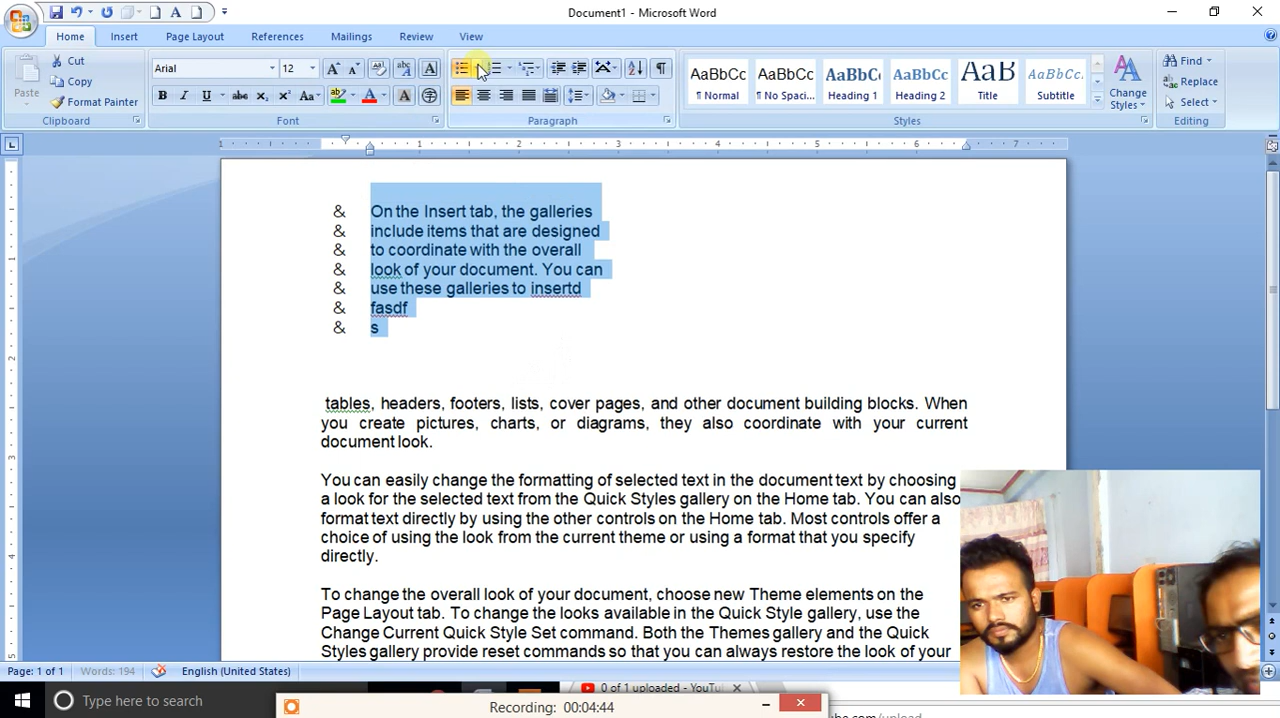 Document1 - Microsoft Word
Home Insert Page Layout References Mailings Review View
Paste
Cut
Copy
Format Painter
Clipboard
Arial 12
Font
Paragraph
AaBbCc AaBbCc AaBbCc AaBbCc AaB AaBbCc
¶ Normal ¶ No Spaci... Heading 1 Heading 2 Title Subtitle
Change
Styles
Styles
Find
Replace
Select
Editing
1 1 2 3 4 5 6 7
& On the Insert tab, the galleries
& include items that are designed
& to coordinate with the overall
& look of your document. You can
& use these galleries to insertd
& fasdf
& s
tables, headers, footers, lists, cover pages, and other document building blocks. When
you create pictures, charts, or diagrams, they also coordinate with your current
document look.
You can easily change the formatting of selected text in the document text by choosing
a look for the selected text from the Quick Styles gallery on the Home tab. You can also
format text directly by using the other controls on the Home tab. Most controls offer a
choice of using the look from the current theme or using a format that you specify
directly.
To change the overall look of your document, choose new Theme elements on the
Page Layout tab. To change the looks available in the Quick Style gallery, use the
Change Current Quick Style Set command. Both the Themes gallery and the Quick
Styles gallery provide reset commands so that you can always restore the look of your
Page: 1 of 1 Words: 194 English (United States)
Type here to search
0 of 1 uploaded - YouTu
Recording: 00:04:44